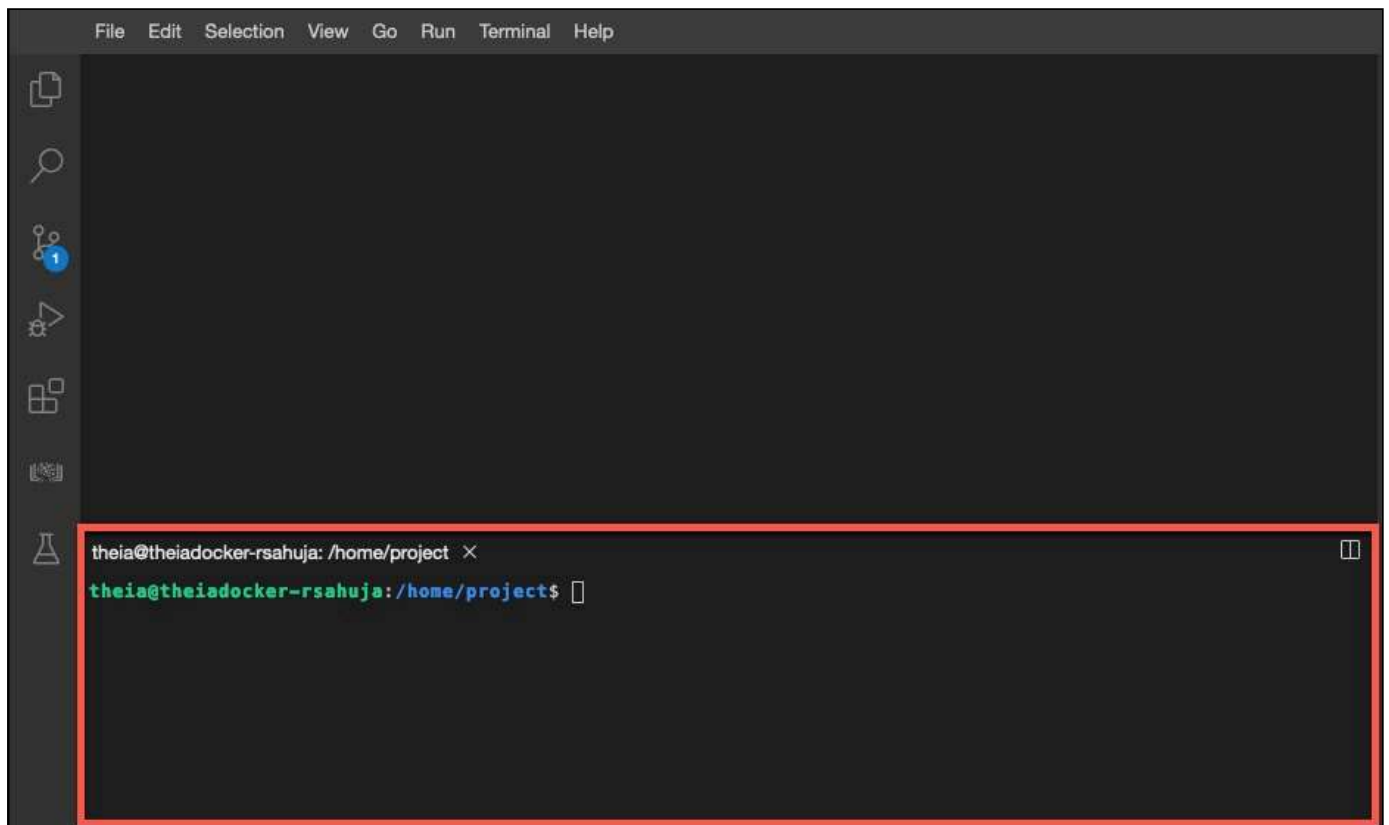 File Edit Selection View Go Run Terminal Help
1
theia@theiadocker-rsahuja: /home/project ×
theia@theiadocker-rsahuja:/home/project$